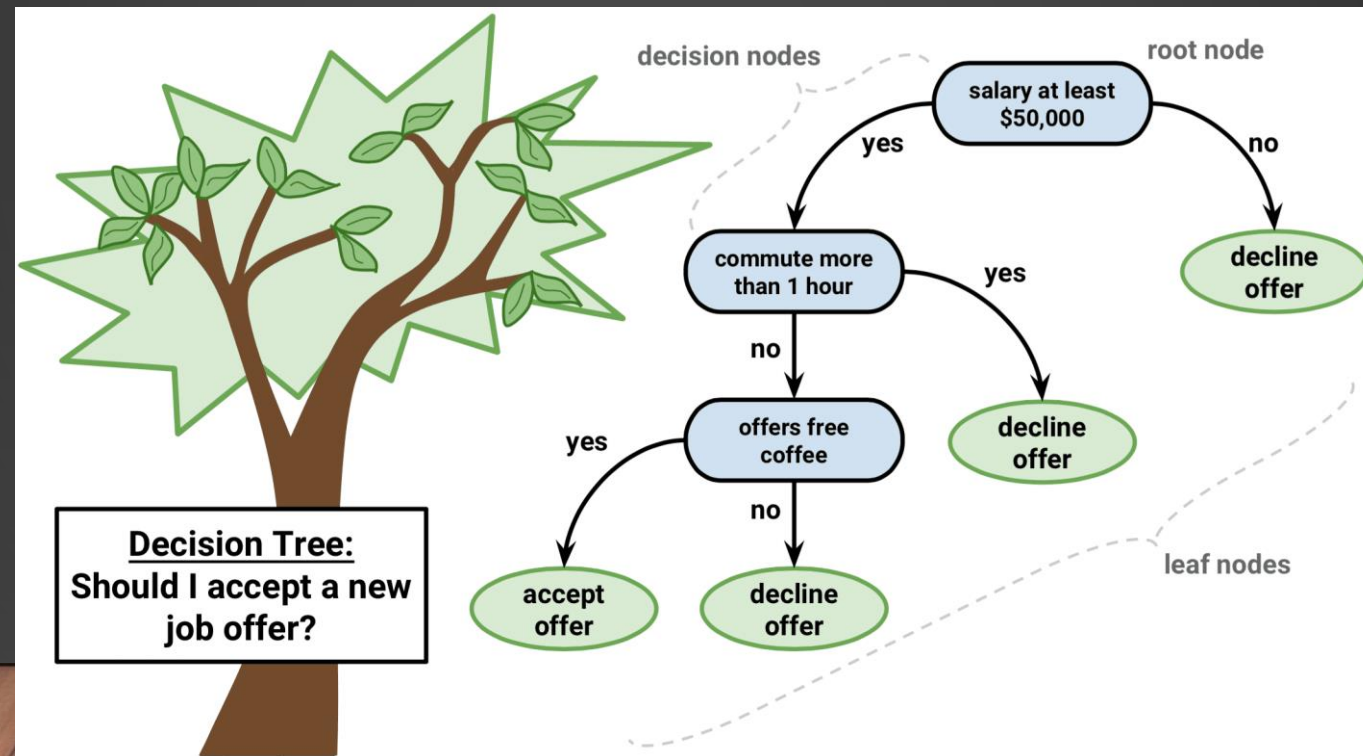 decision nodes
root node
salary at least
$50,000
yes
no
commute more
than 1 hour
yes
decline
offer
no
offers free
coffee
decline
offer
yes
no
leaf nodes
accept
offer
decline
offer
Decision Tree:
Should I accept a new
job offer?